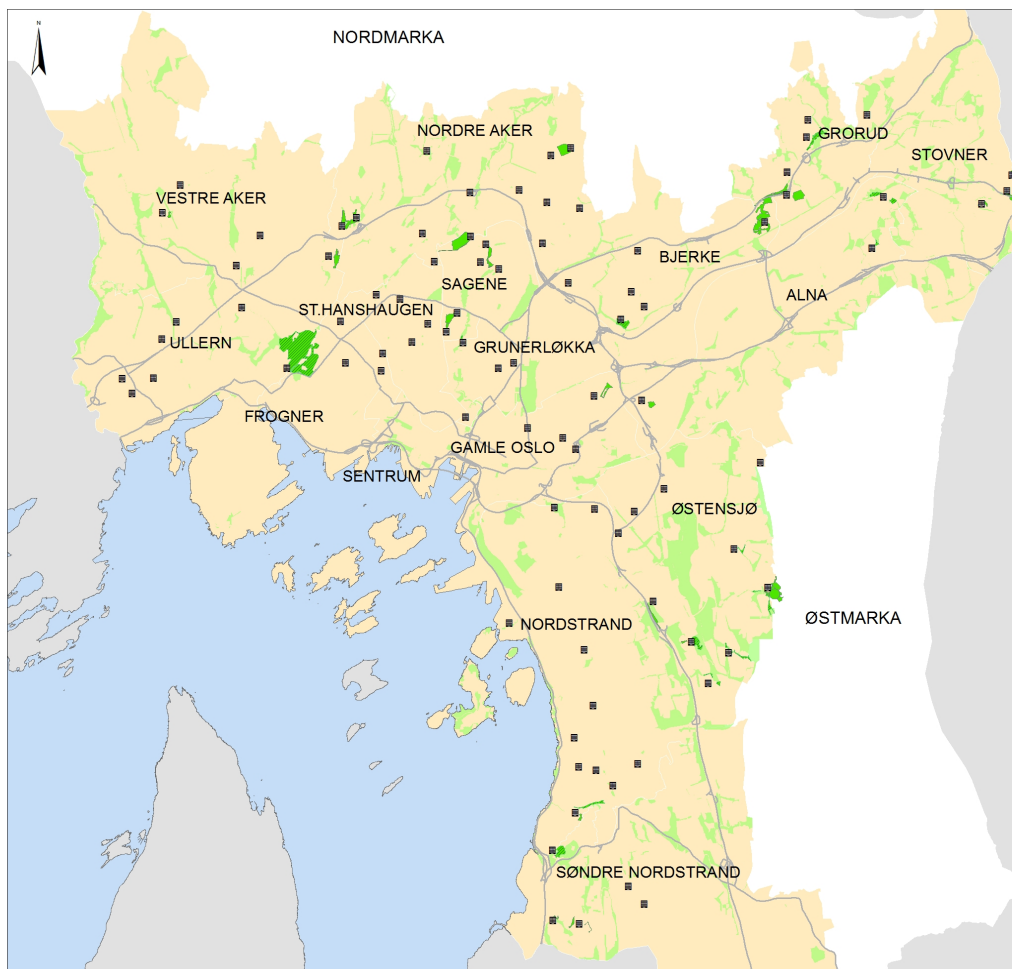 N
NORDMARKA
NORDRE AKER
GRORUD
STOVNER
VESTRE AKER
BJERKE
SAGENE
ALNA
ST.HANSHAUGEN
ULLERN
GRUNERLØKKA
FROGNER
GAMLE OSLO
SENTRUM
ØSTENSJØ
ØSTMARKA
NORDSTRAND
SØNDRE NORDSTRAND